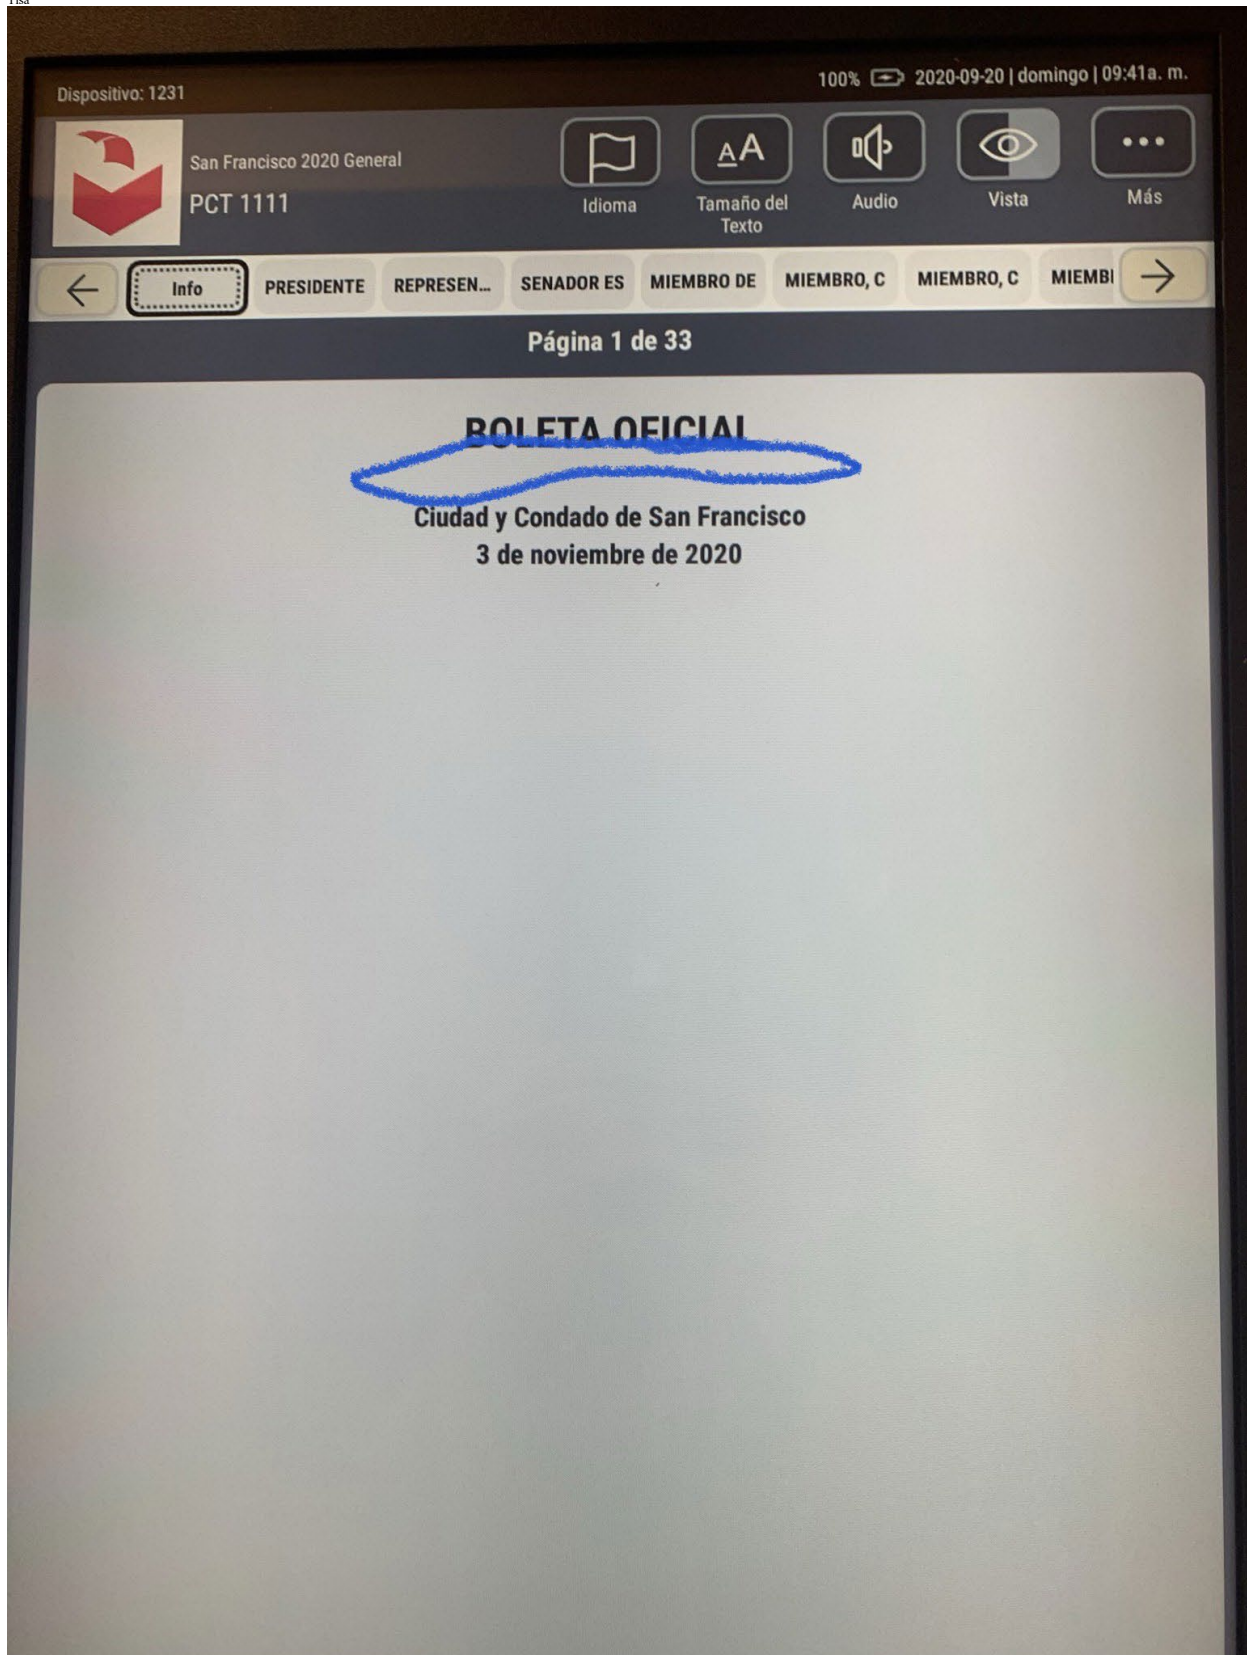 Dispositivo: 1231
100% 2020-09-20 | domingo | 09:41a. m.
San Francisco 2020 General
PCT 1111
Idioma
Tamaño del
Texto
Audio
Vista
Más
Info
PRESIDENTE
REPRESEN...
SENADOR ES
MIEMBRO DE
MIEMBRO, C
MIEMBRO, C
MIEMBI
Página 1 de 33
BOLETA OFICIAL
Ciudad y Condado de San Francisco
3 de noviembre de 2020